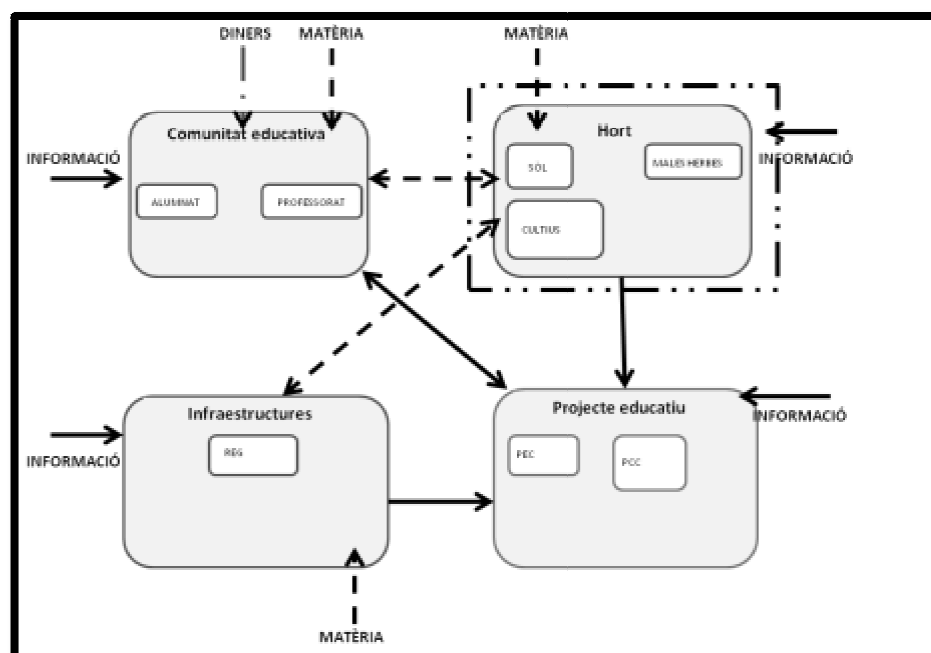 DINERS
MATÈRIA
MATÈRIA
Comunitat educativa
Hort
INFORMACIÓ
INFORMACIÓ
SÒL
MALES HERBES
ALUMNAT
PROFESSORAT
CULTIUS
Infraestructures
Projecte educatiu
INFORMACIÓ
INFORMACIÓ
REG
PEC
PCC
MATÈRIA